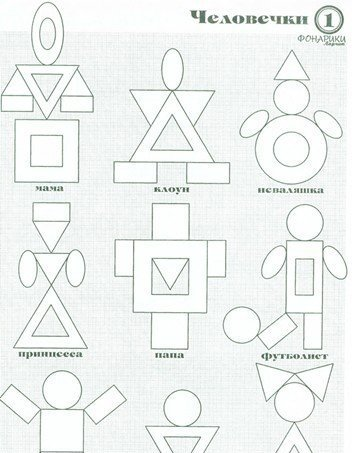 Человечки 1
ФОНАРИКИ
мама
клоун
неваляшка
принцесса
папа
футболист